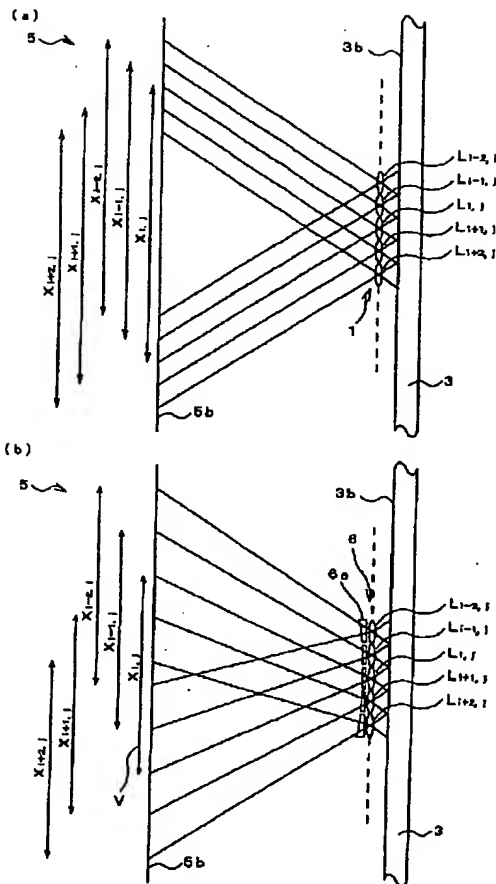 (a)
5
3b
X i-2, j
X i-1, j
X i, j
X i+1, j
X i+2, j
L i-2, j
L i-1, j
L i, j
L i+1, j
L i+2, j
1
3
5b
(b)
5
3b
6
6a
X i-2, j
X i-1, j
X i, j
X i+1, j
X i+2, j
L i-2, j
L i-1, j
L i, j
L i+1, j
L i+2, j
V
3
5b